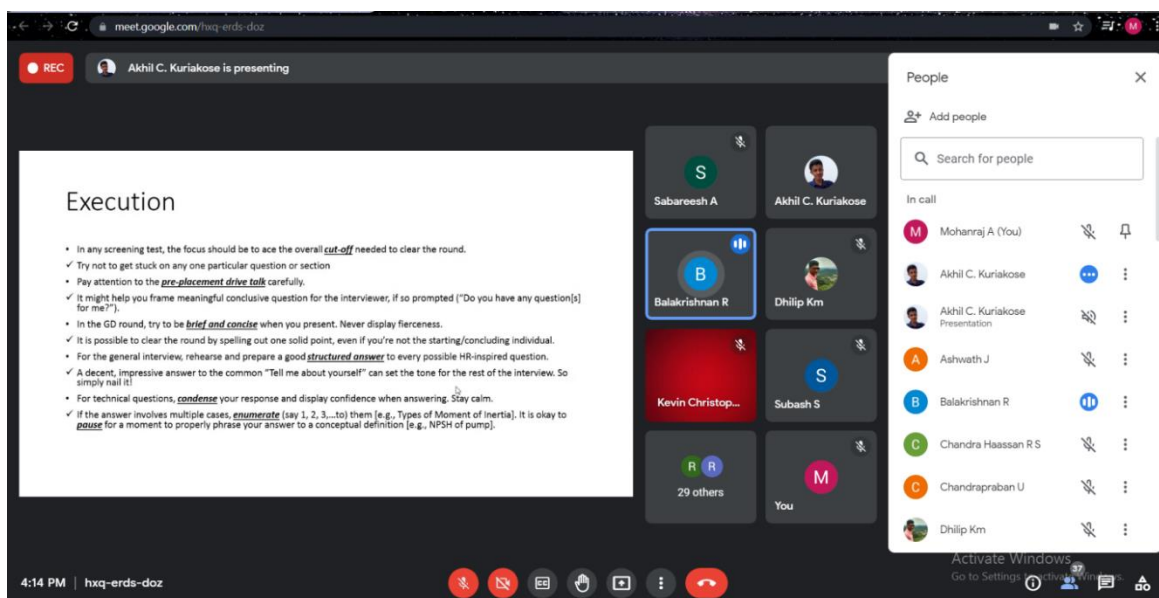 meet.google.com/hxq-erds-doz
M
REC
Akhil C. Kuriakose is presenting
Execution
• In any screening test, the focus should be to ace the overall cut-off needed to clear the round.
✓ Try not to get stuck on any one particular question or section
• Pay attention to the pre-placement drive talk carefully.
✓ It might help you frame meaningful conclusive question for the interviewer, if so prompted ("Do you have any question[s]
for me?").
• In the GD round, try to be brief and concise when you present. Never display fierceness.
✓ It is possible to clear the round by spelling out one solid point, even if you're not the starting/concluding individual.
• For the general interview, rehearse and prepare a good structured answer to every possible HR-inspired question.
✓ A decent, impressive answer to the common "Tell me about yourself" can set the tone for the rest of the interview. So
simply nail it!
• For technical questions, condense your response and display confidence when answering. Stay calm.
✓ If the answer involves multiple cases, enumerate (say 1, 2, 3,...to) them [e.g., Types of Moment of Inertia]. It is okay to
pause for a moment to properly phrase your answer to a conceptual definition [e.g., NPSH of pump].
S
Sabareesh A
Akhil C. Kuriakose
B
Balakrishnan R
Dhilip Km
Kevin Christop...
S
Subash S
R R
29 others
M
You
People
Add people
Search for people
In call
M Mohanraj A (You)
Akhil C. Kuriakose
Akhil C. Kuriakose
Presentation
A Ashwath J
B Balakrishnan R
C Chandra Haassan R S
C Chandrapraban U
Dhilip Km
Activate Windows
Go to Settings to activate Windows.
37
4:14 PM | hxq-erds-doz
CC